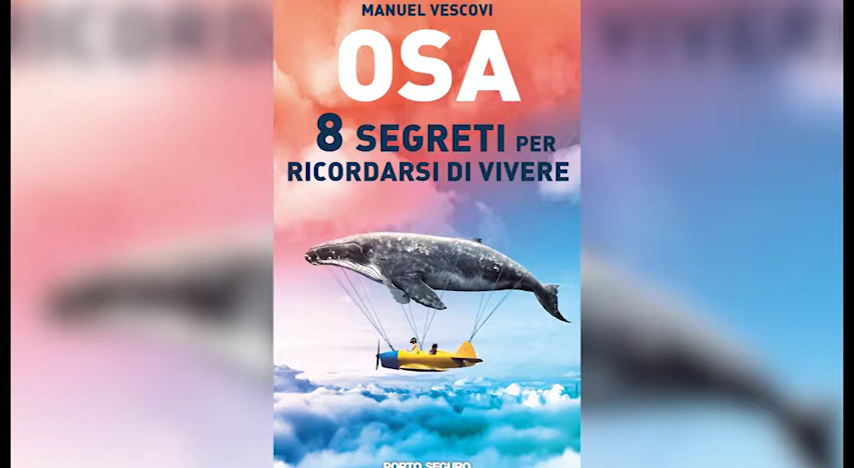 MANUEL VESCOVI
OSA
8 SEGRETI PER
RICORDARSI DI VIVERE
PORTO SEGURO